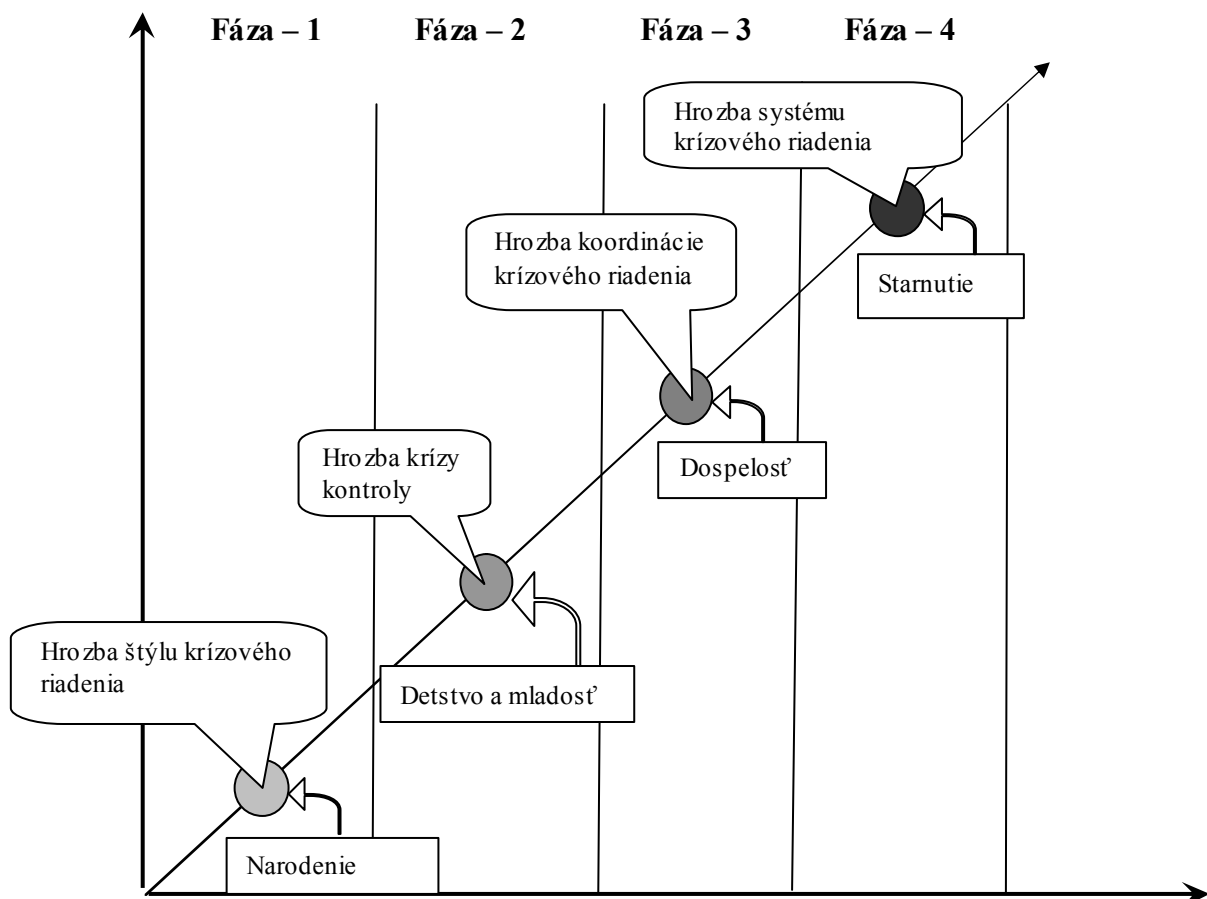 Fáza – 1
Fáza – 2
Fáza – 3
Fáza – 4
Hrozba systému
krízového riadenia
Hrozba koordinácie
krízového riadenia
Starnutie
Hrozba krízy
kontroly
Dospelosť
Hrozba štýlu krízového
riadenia
Detstvo a mladosť
Narodenie